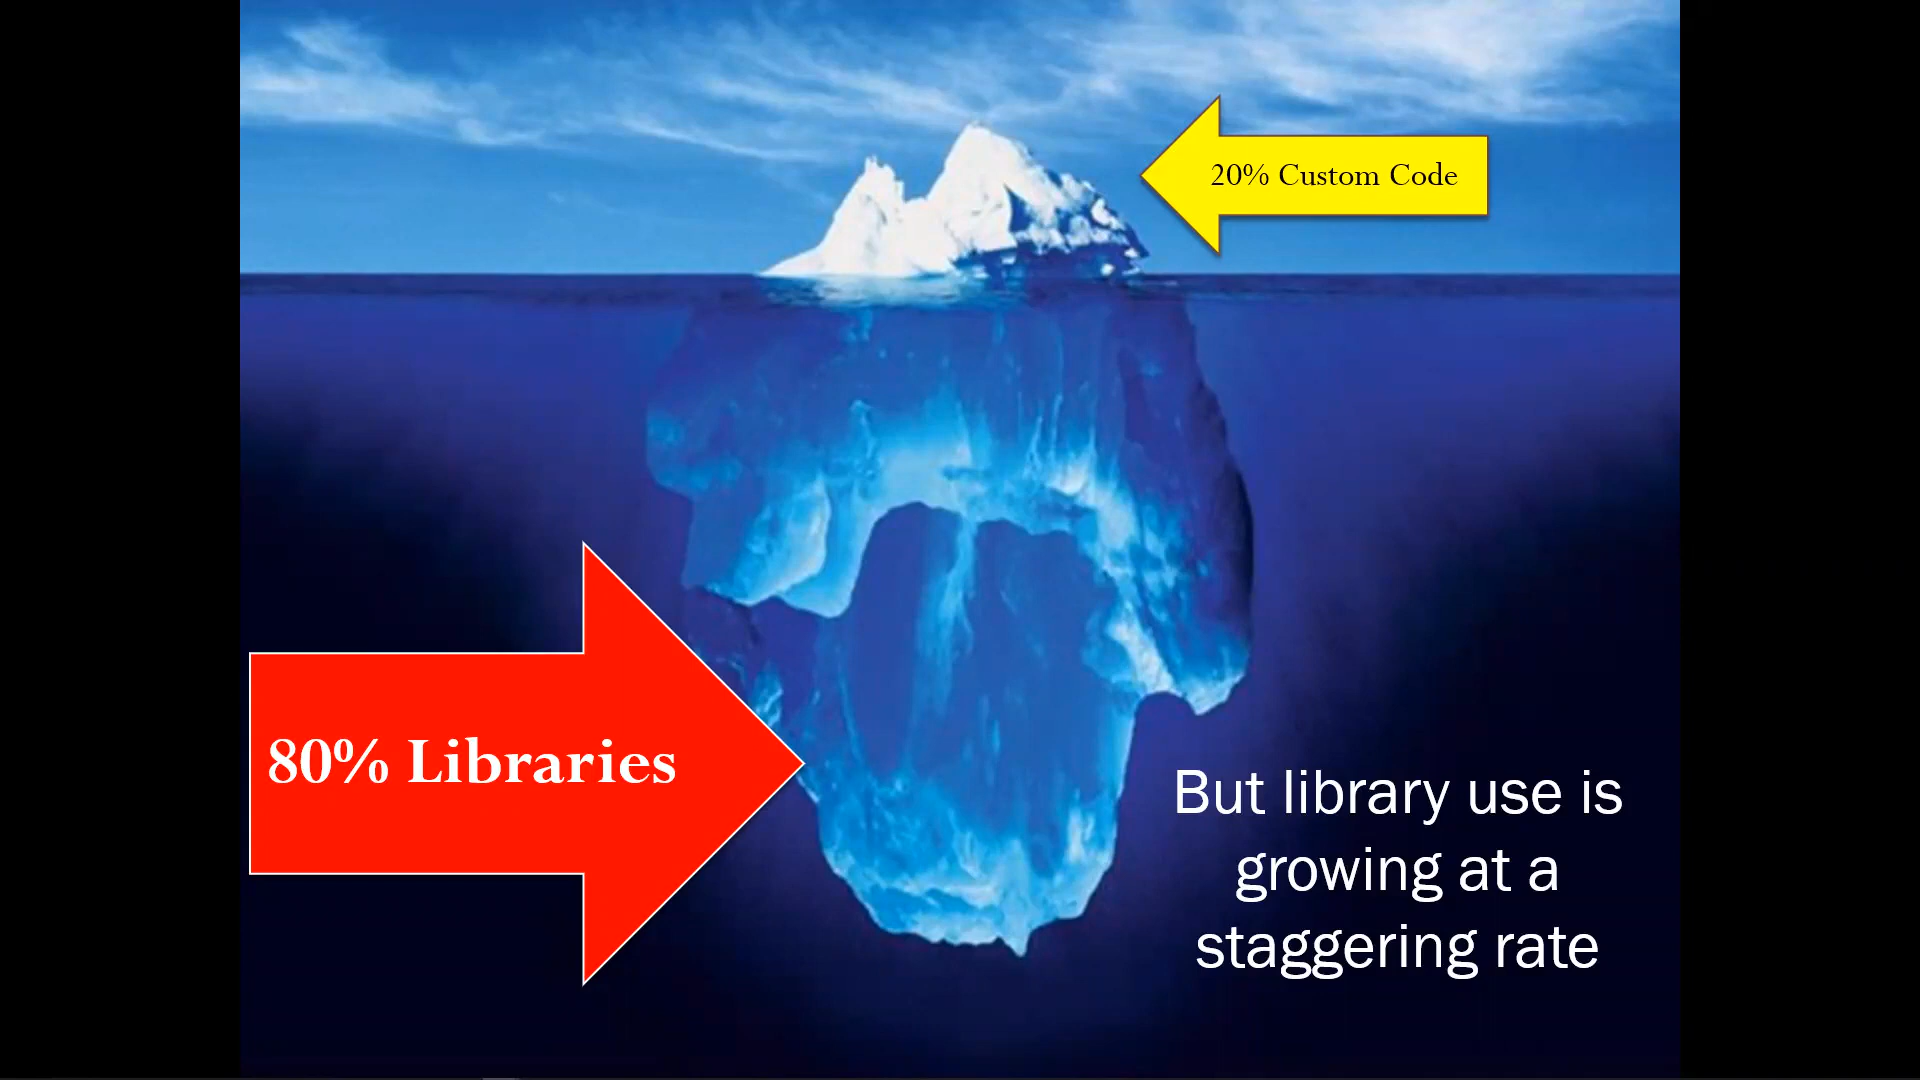 20% Custom Code
80% Libraries
But library use is
growing at a
staggering rate